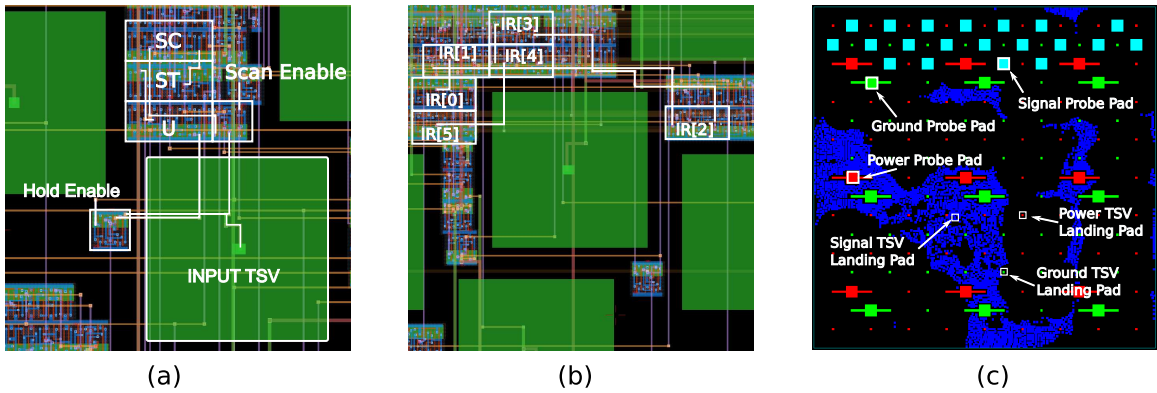 SC
Scan Enable
ST
U
Hold Enable
INPUT TSV
(a)
IR[3]
IR[1]
IR[4]
IR[0]
IR[5]
IR[2]
(b)
Signal Probe Pad
Ground Probe Pad
Power Probe Pad
Power TSV
Landing Pad
Signal TSV
Landing Pad
Ground TSV
Landing Pad
(c)